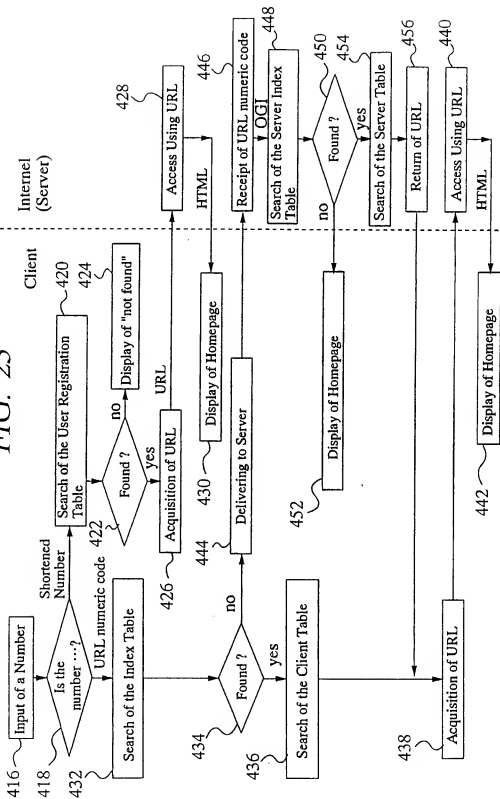 FIG. 25
Client
Internel
(Server)
416
Input of a Number
418
Is the
number ...?
Shortened
Number
URL numeric code
420
Search of the User Registration
Table
422
Found ?
no
yes
424
Display of "not found"
426
Acquisition of URL
URL
428
Access Using URL
HTML
430
Display of Homepage
432
Search of the Index Table
434
Found ?
no
yes
444
Delivering to Server
446
Receipt of URL numeric code
OGI
448
Search of the Server Index
Table
450
Found ?
no
yes
452
Display of Homepage
454
Search of the Server Table
456
Return of URL
436
Search of the Client Table
438
Acquisition of URL
440
Access Using URL
HTML
442
Display of Homepage